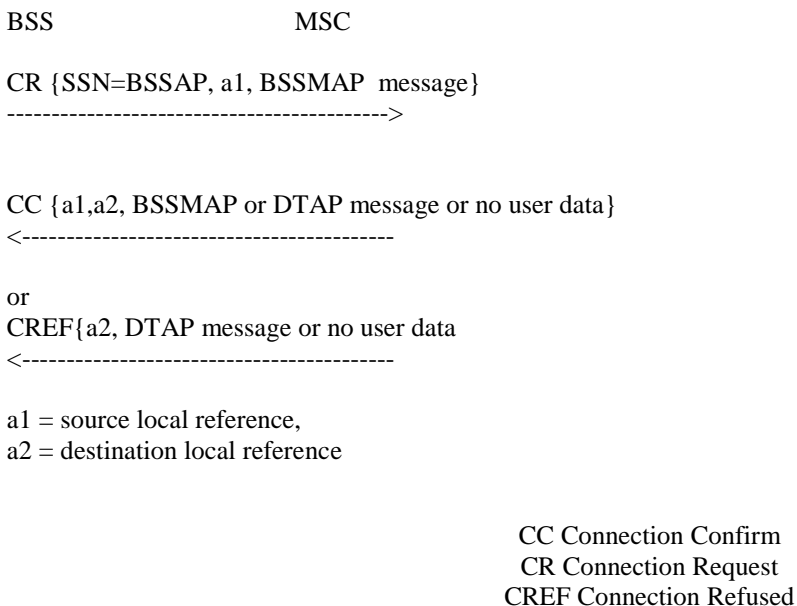 BSS MSC
CR {SSN=BSSAP, a1, BSSMAP message}
------------------------------------------->
CC {a1,a2, BSSMAP or DTAP message or no user data}
<------------------------------------------
or
CREF{a2, DTAP message or no user data
<------------------------------------------
a1 = source local reference,
a2 = destination local reference
CC Connection Confirm
CR Connection Request
CREF Connection Refused